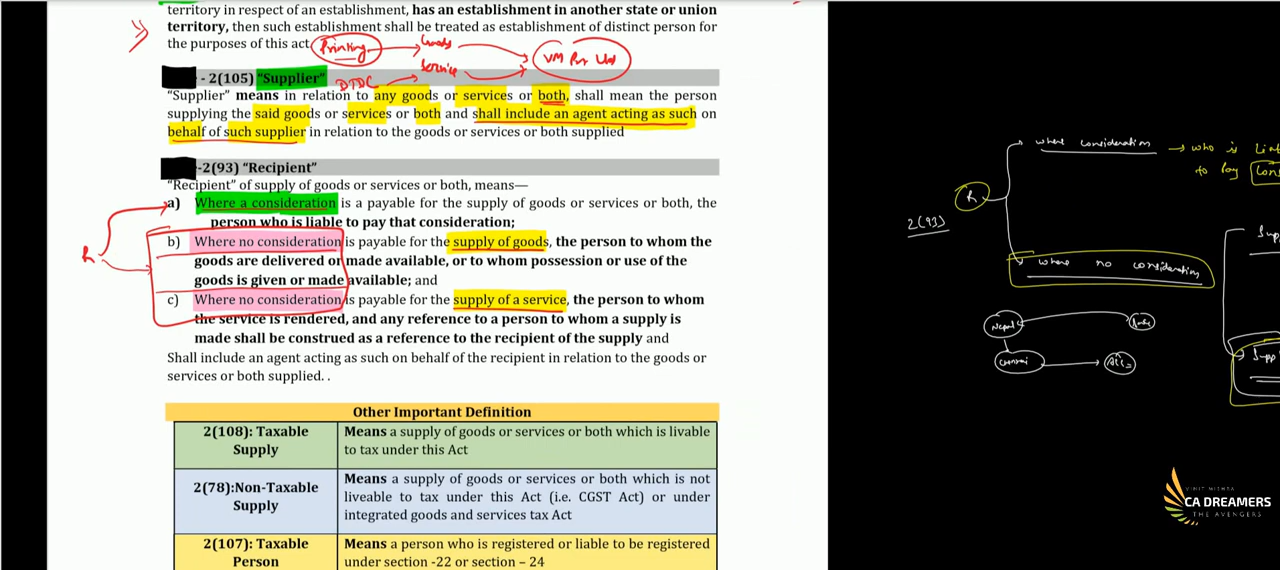 territory in respect of an establishment, has an establishment in another state or union
territory, then such establishment shall be treated as establishment of distinct person for
the purposes of this act
Printing
Goods
Service
DTDC
- 2(105) "Supplier"
"Supplier" means in relation to any goods or services or both, shall mean the person
supplying the said goods or services or both and shall include an agent acting as such on
behalf of such supplier in relation to the goods or services or both supplied
-2(93) "Recipient"
"Recipient" of supply of goods or services or both, means—
a) Where a consideration is a payable for the supply of goods or services or both, the
person who is liable to pay that consideration;
b) Where no consideration is payable for the supply of goods, the person to whom the
goods are delivered or made available, or to whom possession or use of the
goods is given or made available; and
c) Where no consideration is payable for the supply of a service, the person to whom
the service is rendered, and any reference to a person to whom a supply is
made shall be construed as a reference to the recipient of the supply and
Shall include an agent acting as such on behalf of the recipient in relation to the goods or
services or both supplied. .
R
Other Important Definition
2(108): Taxable
Supply
Means a supply of goods or services or both which is livable
to tax under this Act
2(78):Non-Taxable
Supply
Means a supply of goods or services or both which is not
liveable to tax under this Act (i.e. CGST Act) or under
integrated goods and services tax Act
2(107): Taxable
Person
Means a person who is registered or liable to be registered
under section -22 or section – 24
2(93)
R
where consideration
who is
to pay
where no consideration
Nepal
Chennai
VINIT MISHRA
CA DREAMERS
THE AVENGERS